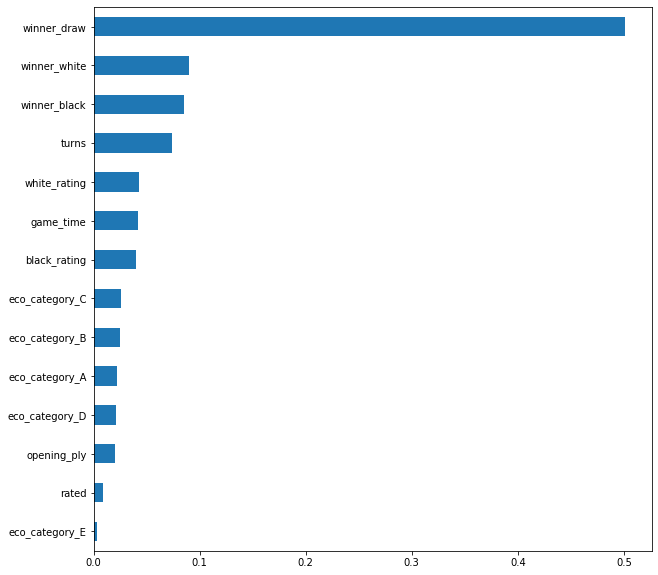 winner_draw
winner_white
winner_black
turns
white_rating
game_time
black_rating
eco_category_C
eco_category_B
eco_category_A
eco_category_D
opening_ply
rated
eco_category_E
0.0 0.1 0.2 0.3 0.4 0.5